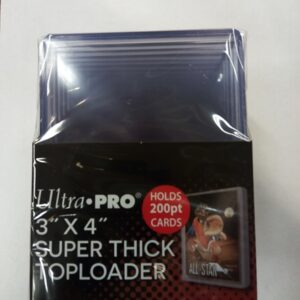 Ultra•PRO®
HOLDS
200pt
CARDS
3" X 4"
SUPER THICK
TOPLOADER
ALL-STAR